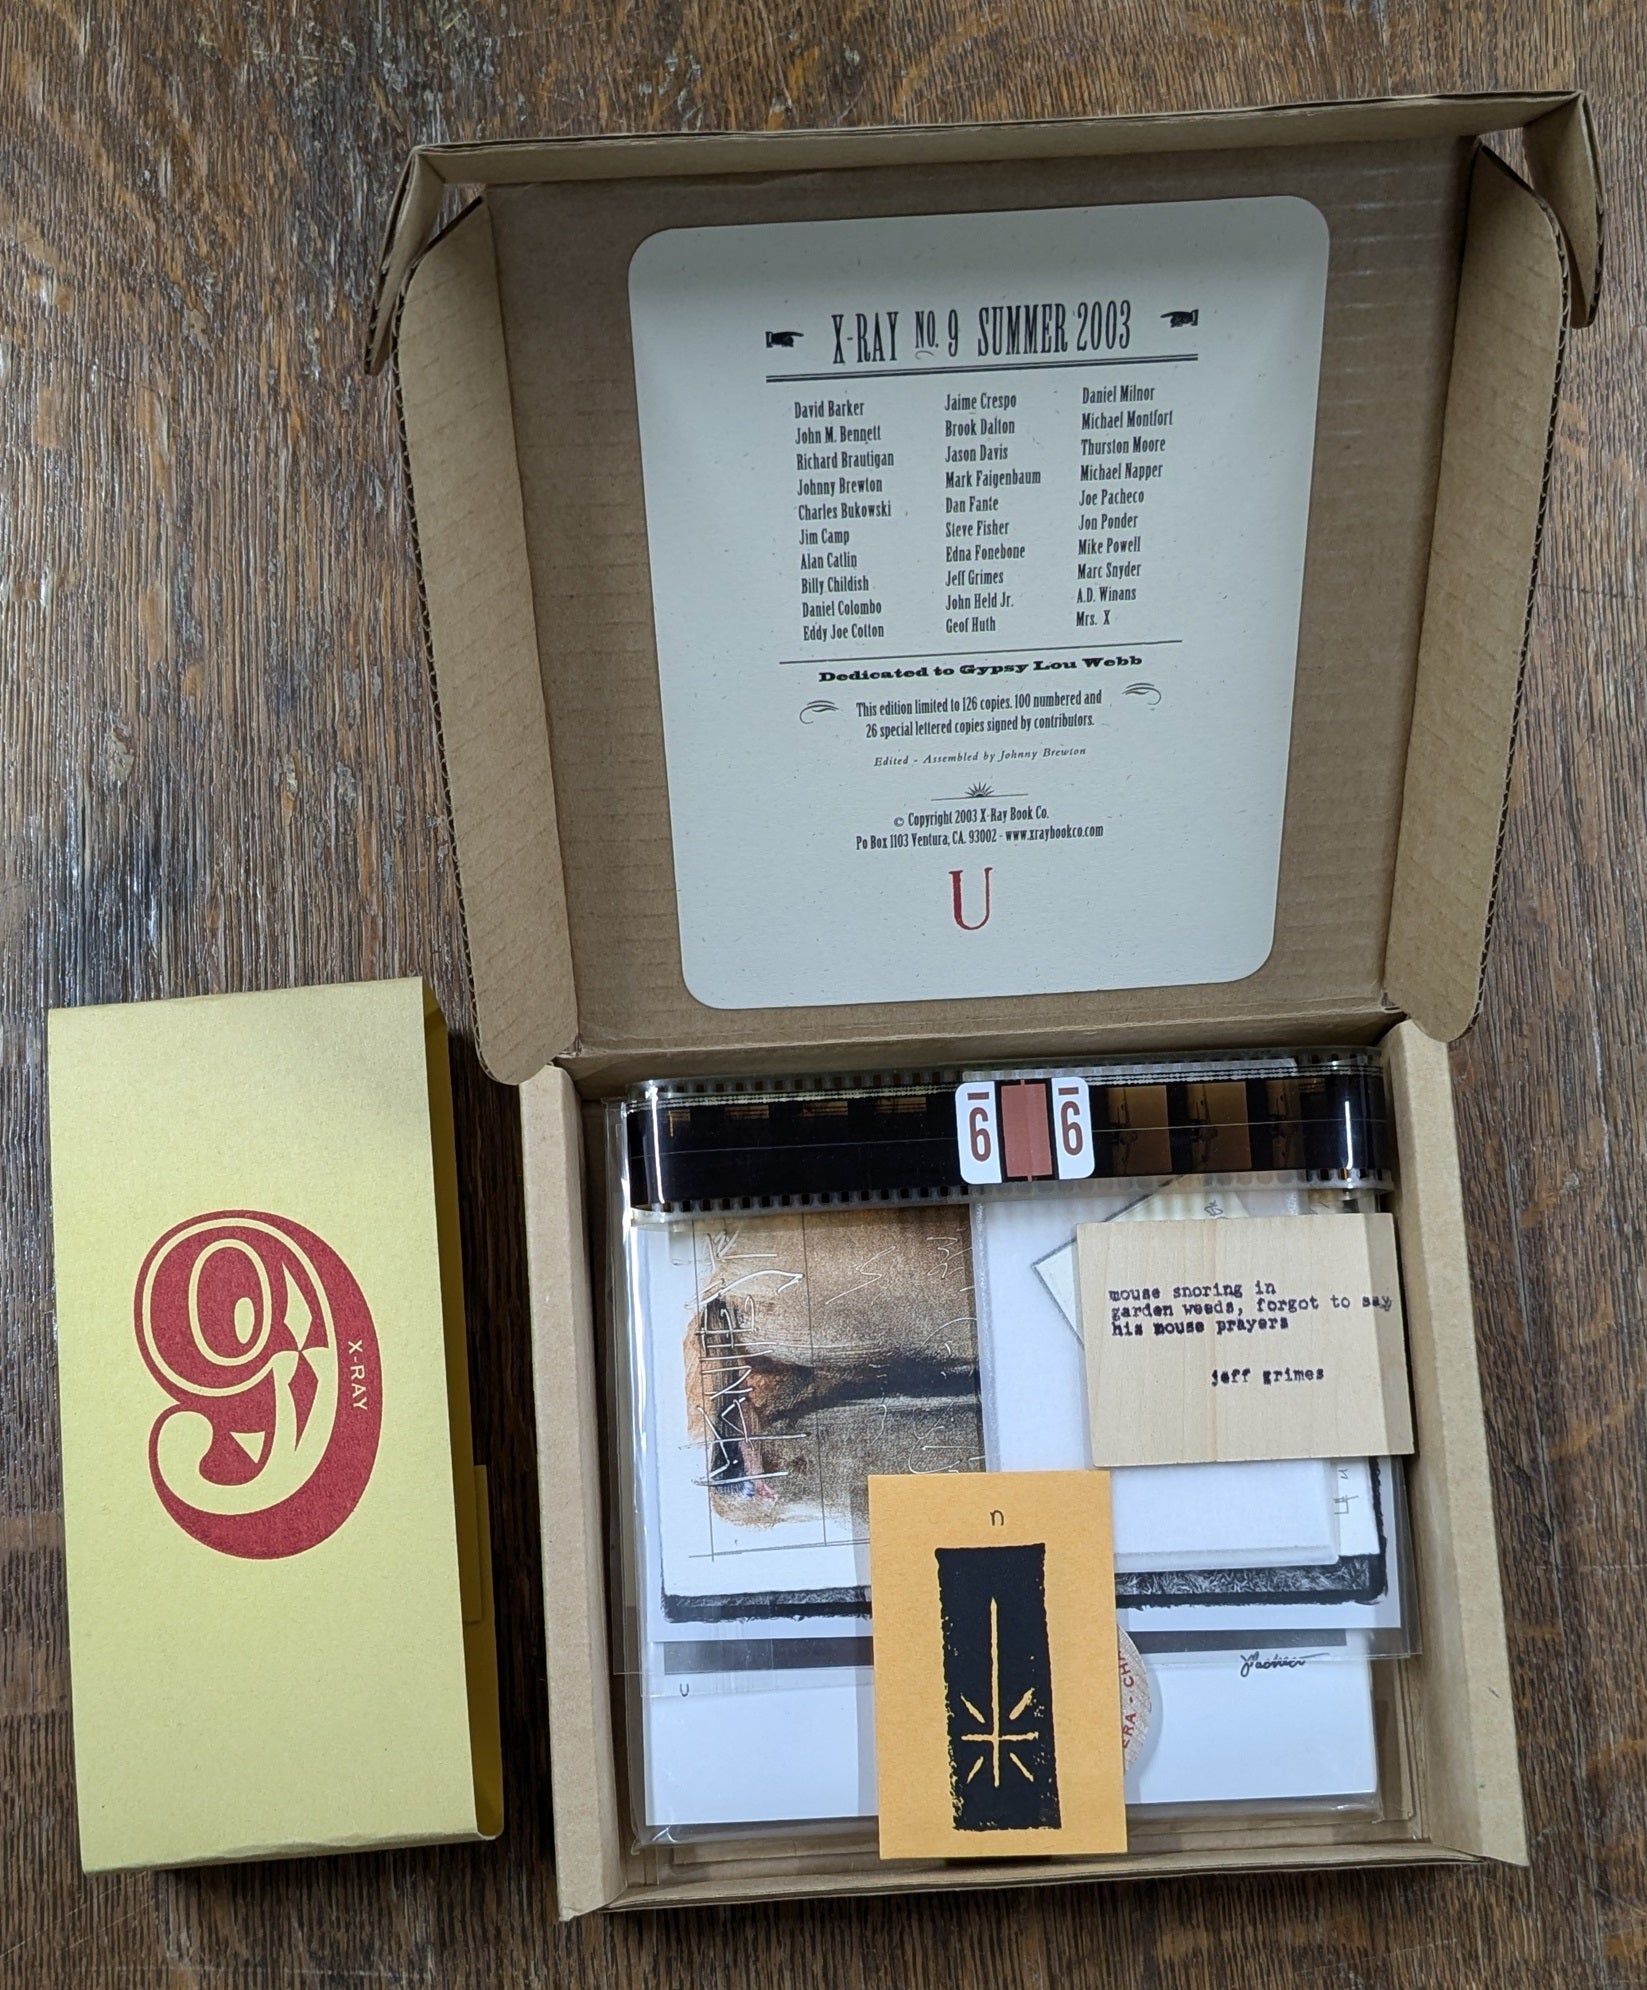 X-RAY NO. 9 SUMMER 2003
David Barker
John M. Bennett
Richard Brautigan
Johnny Brewton
Charles Bukowski
Jim Camp
Alan Catlin
Billy Childish
Daniel Colombo
Eddy Joe Cotton
Jaime Crespo
Brook Dalton
Jason Davis
Mark Faigenbaum
Dan Fante
Steve Fisher
Edna Fonebone
Jeff Grimes
John Held Jr.
Geof Huth
Daniel Milnor
Michael Montfort
Thurston Moore
Michael Napper
Joe Pacheco
Jon Ponder
Mike Powell
Marc Snyder
A.D. Winans
Mrs. X
Dedicated to Gypsy Lou Webb
This edition limited to 126 copies. 100 numbered and
26 special lettered copies signed by contributors.
Edited - Assembled by Johnny Brewton
© Copyright 2003 X-Ray Book Co.
Po Box 1103 Ventura, CA. 93002 - www.xraybookco.com
U
9
X-RAY
6 6
mouse snoring in
garden weeds, forgot to say
his mouse prayers
jeff grimes
n
U